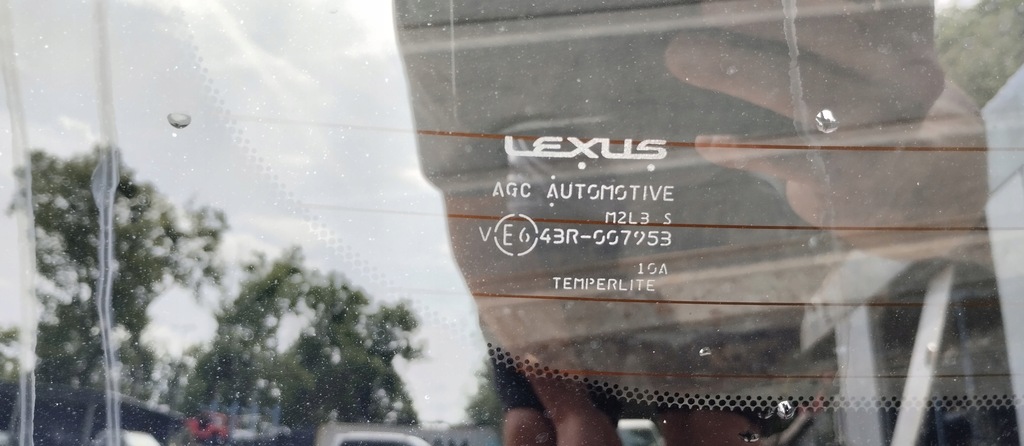 LEXUS
AGC AUTOMOTIVE
M2L3 S
V E6 43R-007953
10A
TEMPERLITE